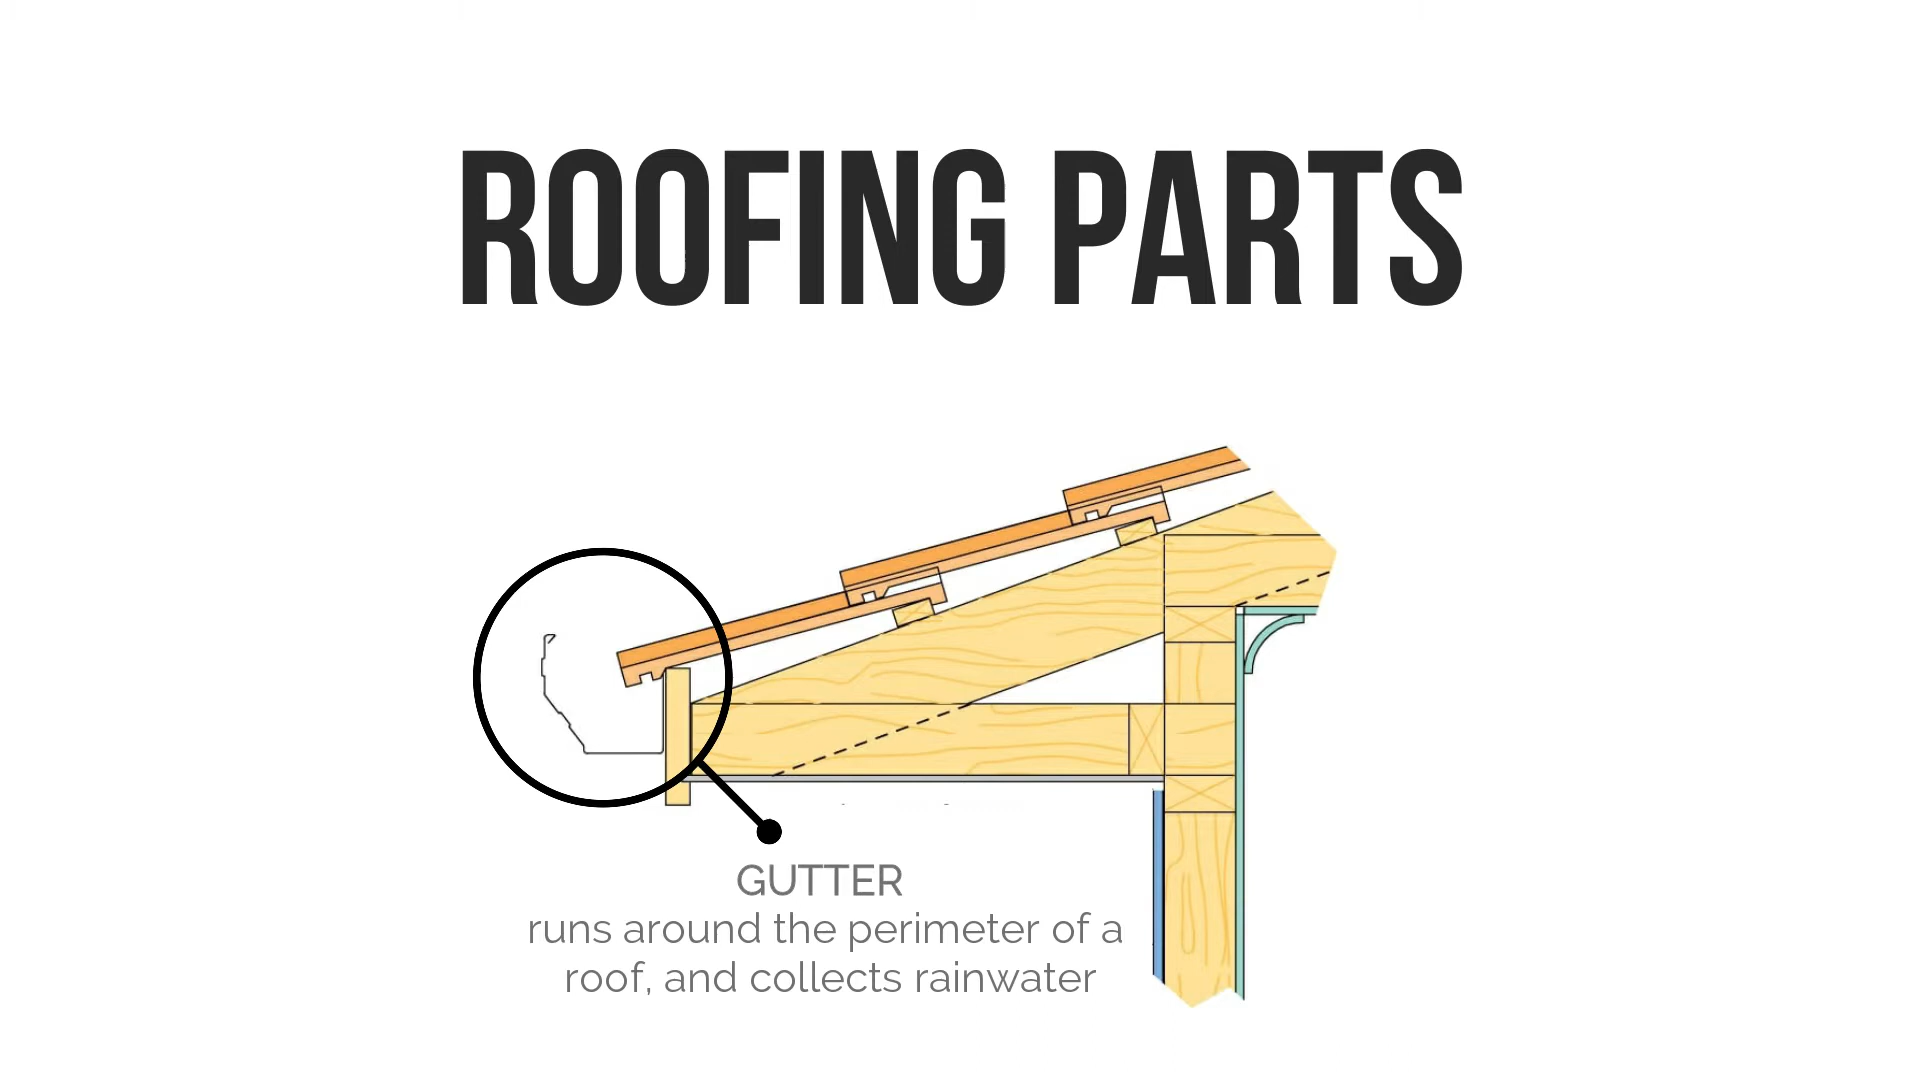 ROOFING PARTS
GUTTER
runs around the perimeter of a
roof, and collects rainwater